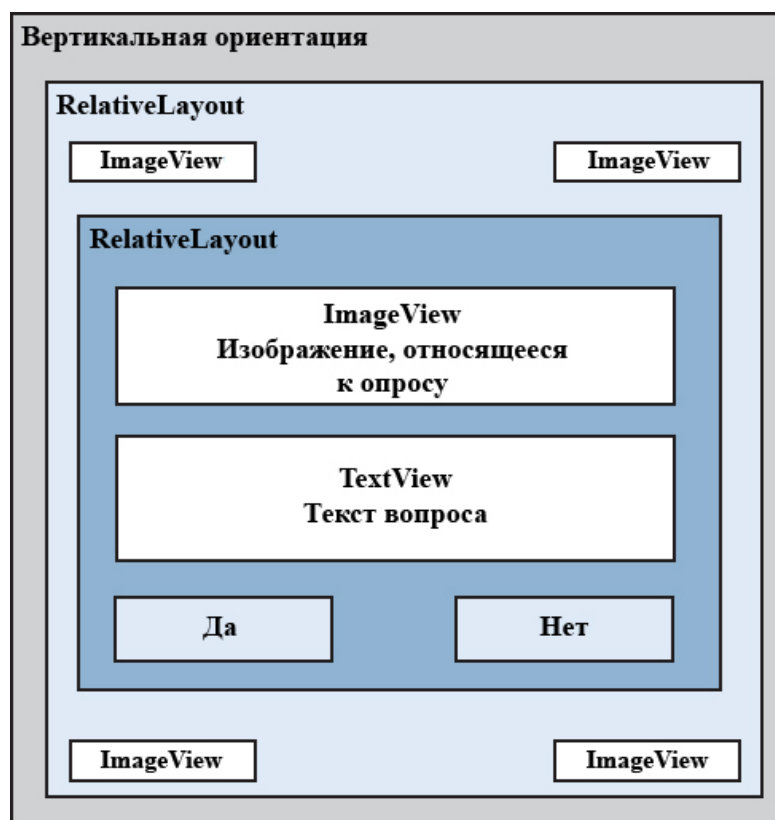 Вертикальная ориентация
RelativeLayout
ImageView
ImageView
RelativeLayout
ImageView
Изображение, относящееся
к опросу
TextView
Текст вопроса
Да
Нет
ImageView
ImageView